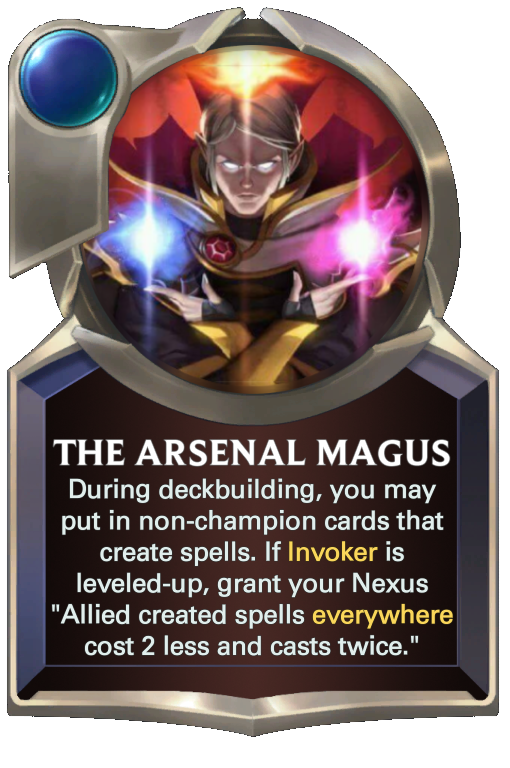 THE ARSENAL MAGUS
During deckbuilding, you may
put in non-champion cards that
create spells. If Invoker is
leveled-up, grant your Nexus
"Allied created spells everywhere
cost 2 less and casts twice."